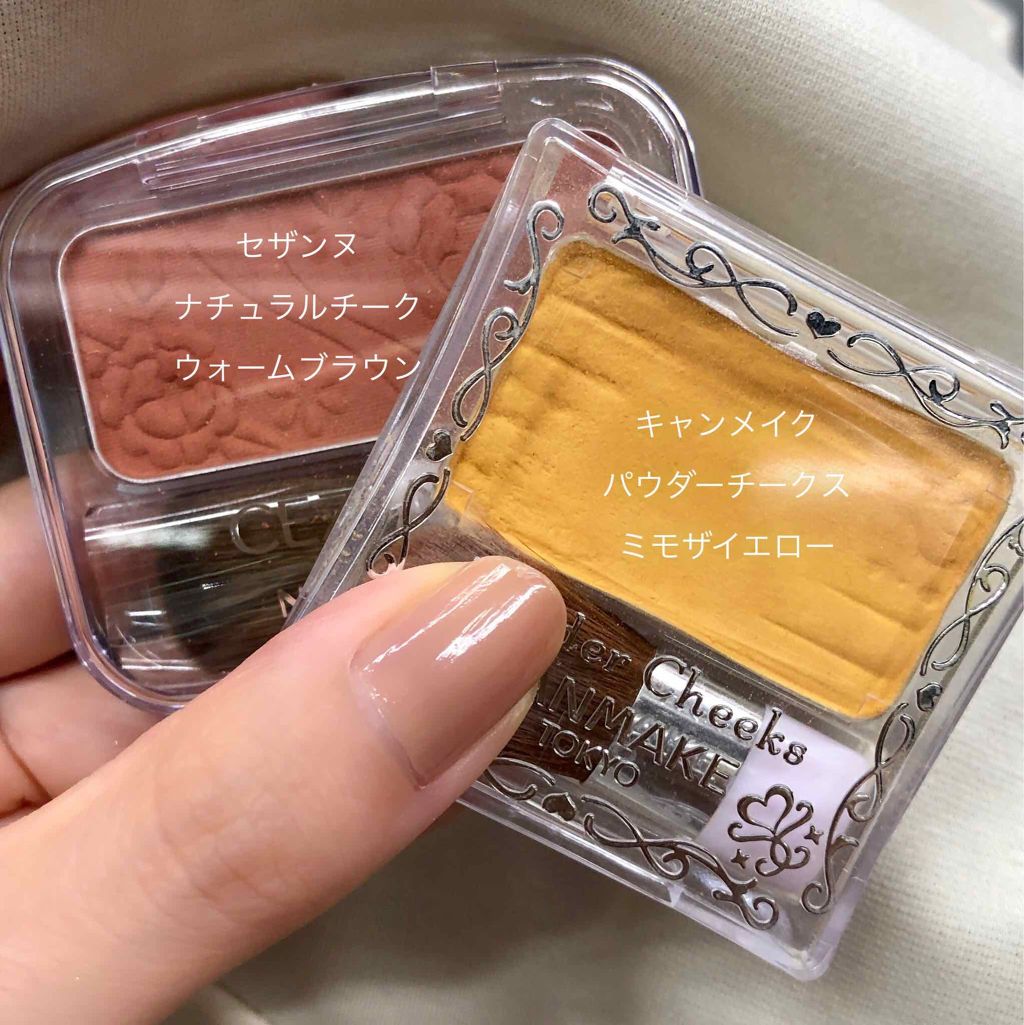 セザンヌ
ナチュラルチーク
ウォームブラウン
キャンメイク
パウダーチークス
ミモザイエロー
CE
der Cheeks
NMAKE
TOKYO